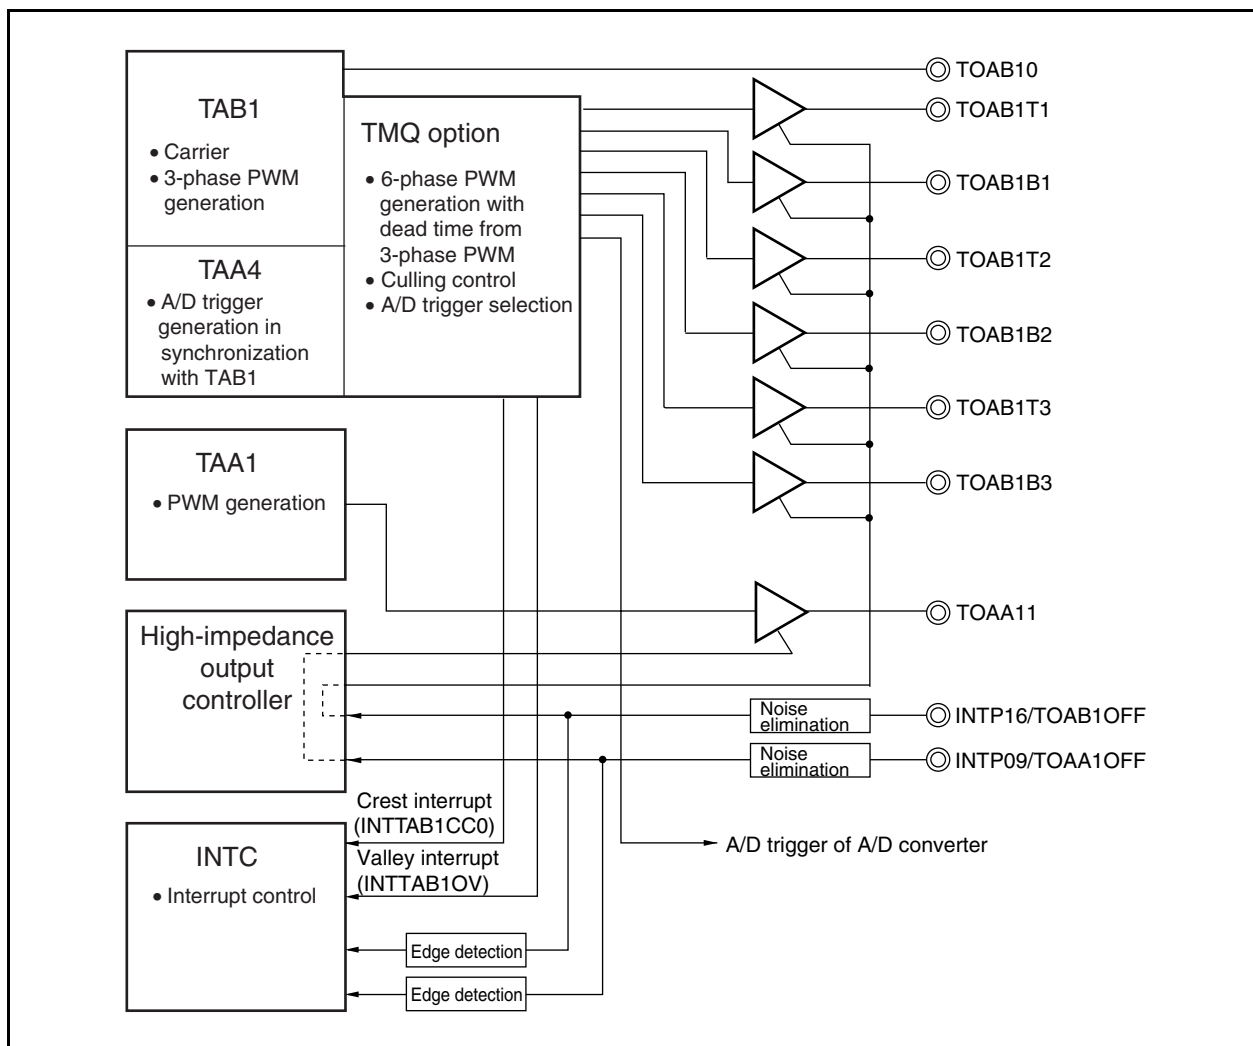 TAB1
• Carrier
• 3-phase PWM
generation
TAA4
• A/D trigger
generation in
synchronization
with TAB1
TMQ option
• 6-phase PWM
generation with
dead time from
3-phase PWM
• Culling control
• A/D trigger selection
TOAB10
TOAB1T1
TOAB1B1
TOAB1T2
TOAB1B2
TOAB1T3
TOAB1B3
TAA1
• PWM generation
TOAA11
High-impedance
output
controller
Noise
elimination
INTP16/TOAB1OFF
Noise
elimination
INTP09/TOAA1OFF
Crest interrupt
(INTTAB1CC0)
Valley interrupt
(INTTAB1OV)
A/D trigger of A/D converter
INTC
• Interrupt control
Edge detection
Edge detection